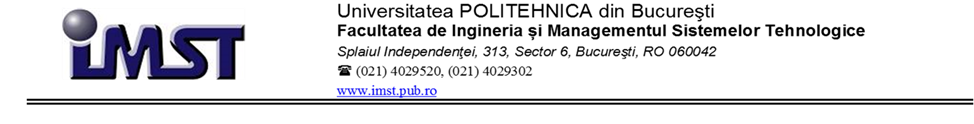 iMST
Universitatea POLITEHNICA din Bucureşti
Facultatea de Ingineria și Managementul Sistemelor Tehnologice
Splaiul Independenţei, 313, Sector 6, Bucureşti, RO 060042
☎ (021) 4029520, (021) 4029302
www.imst.pub.ro